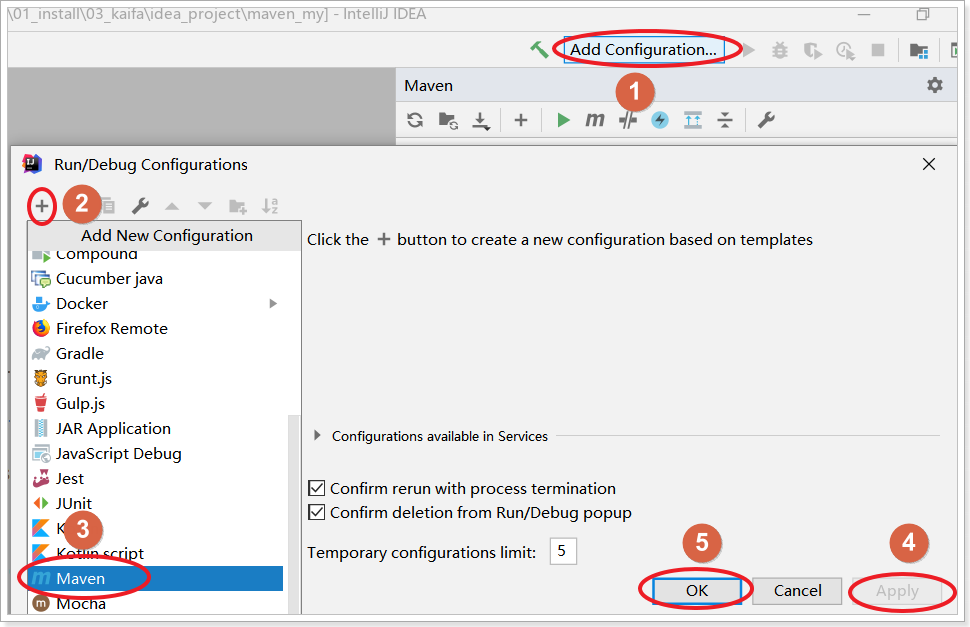 \01_install\03_kaifa\idea_project\maven_my] - IntelliJ IDEA
Add Configuration...
1
Maven
m
Run/Debug Configurations
2
Add New Configuration
Click the + button to create a new configuration based on templates
Compound
Cucumber java
Docker
Firefox Remote
Gradle
Grunt.js
Gulp.js
JAR Application
Configurations available in Services
JavaScript Debug
Jest
Confirm rerun with process termination
JUnit
Confirm deletion from Run/Debug popup
K
3
Kotlin script
Temporary configurations limit: 5
5
4
m Maven
OK
Cancel
Apply
m Mocha